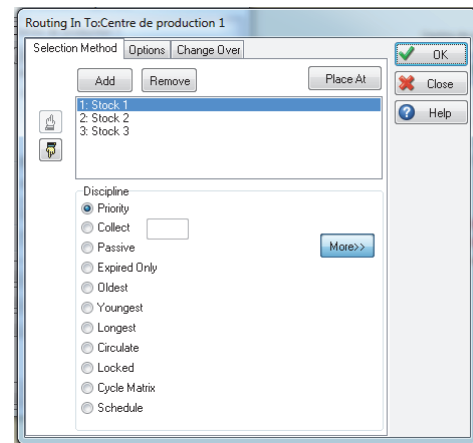 Routing In To:Centre de production 1
Selection Method Options Change Over
OK
Add Remove Place At
Close
1: Stock 1
2: Stock 2
3: Stock 3
Help
Discipline
Priority
Collect
Passive
More>>
Expired Only
Oldest
Youngest
Longest
Circulate
Locked
Cycle Matrix
Schedule